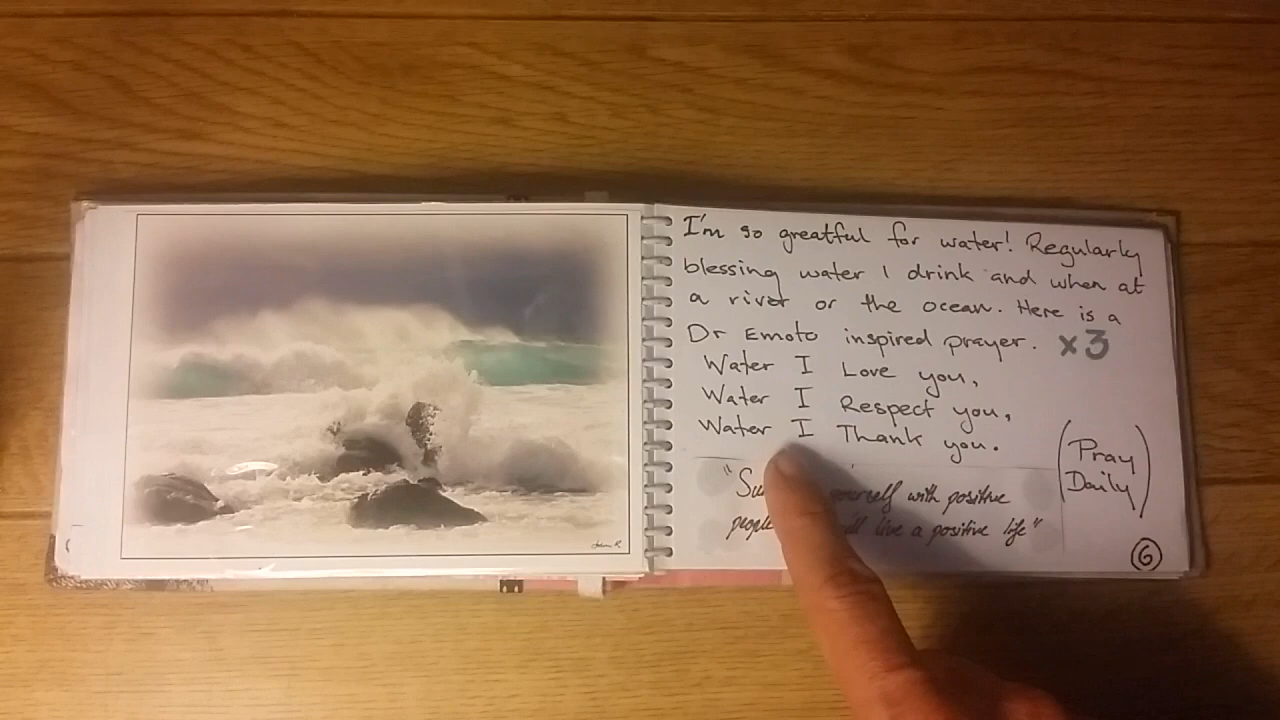 I'm so greatful for water! Regularly
blessing water I drink and when at
a river or the ocean. Here is a
Dr Emoto inspired prayer. x3
Water I Love you,
Water I Respect you,
Water I Thank you.
(Pray
Daily)
yourself with positive
live a positive life"
6